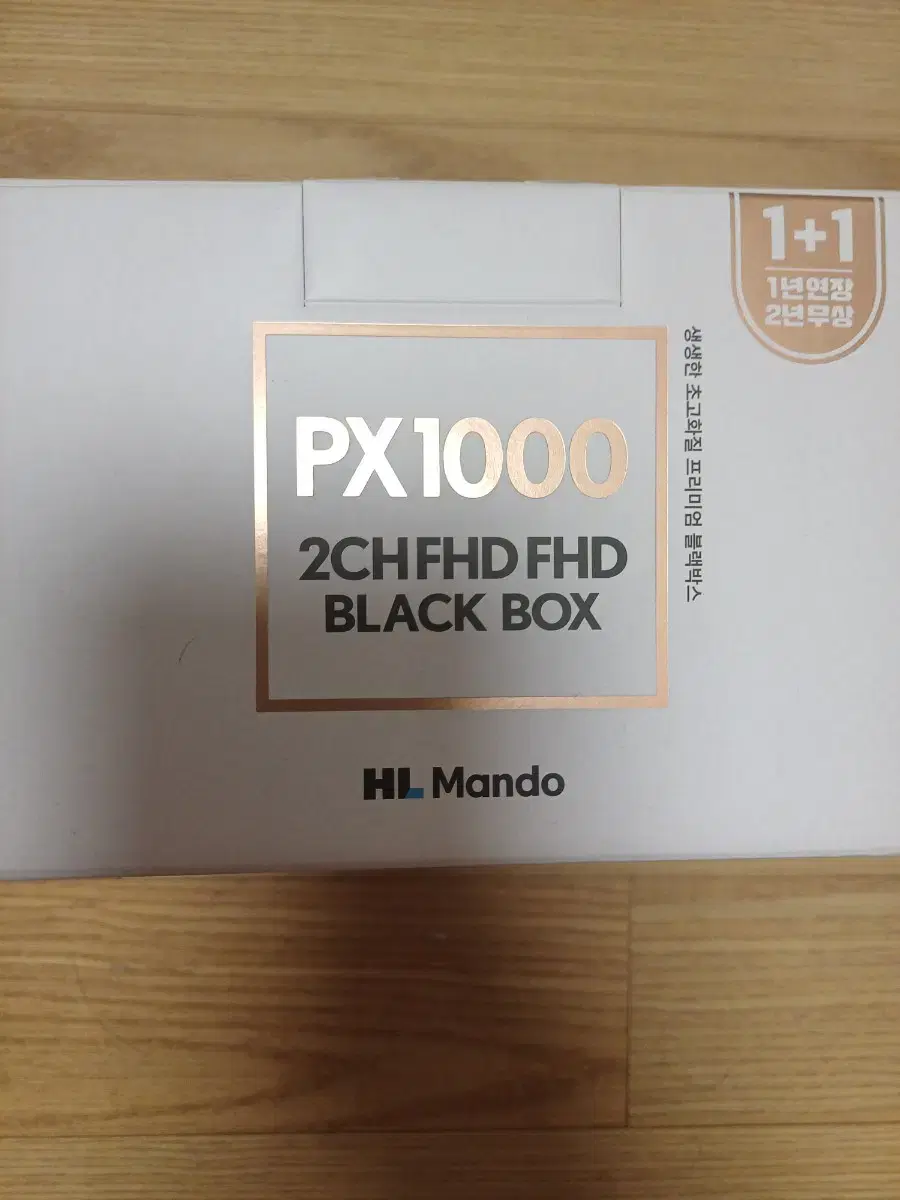 1+1
1년연장
2년무상
생생한 초고화질 프리미엄 블랙박스
PX1000
2CH FHD FHD
BLACK BOX
HL Mando